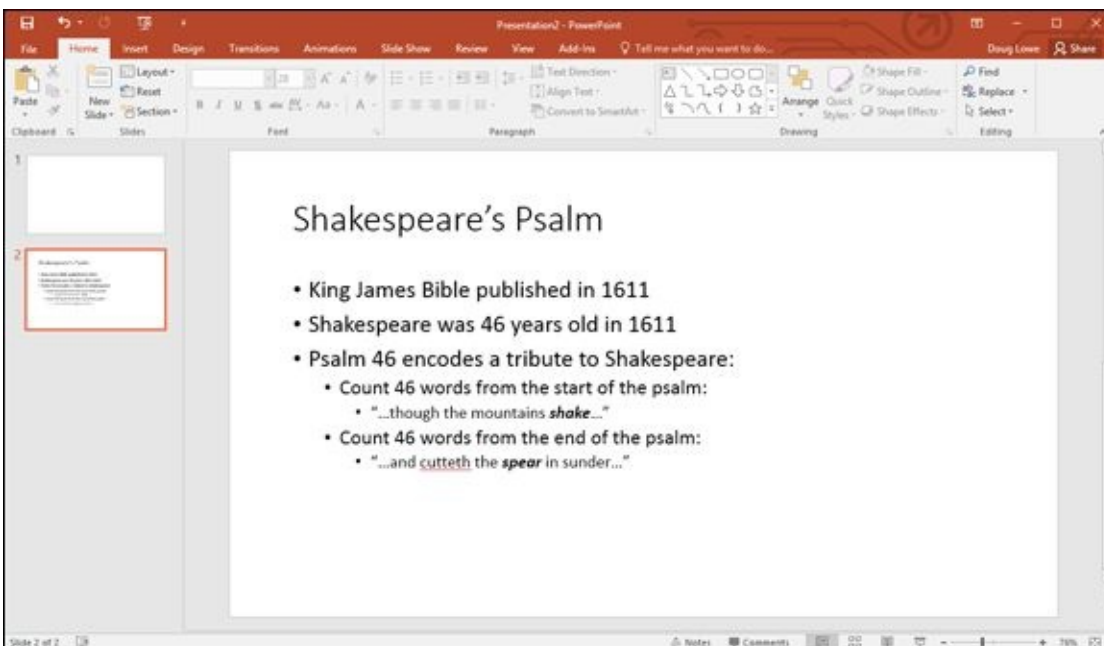 Presentation2 - PowerPoint
File Home Insert Design Transitions Animations Slide Show Review View Add-Ins Tell me what you want to do... Doug Lowe Share
Paste
New Slide
Layout
Reset
Section
Text Direction
Align Text
Convert to SmartArt
Arrange
Quick Styles
Shape Fill
Shape Outline
Shape Effects
Find
Replace
Select
Clipboard Slides Font Paragraph Drawing Editing
1
2
Shakespeare's Psalm
• King James Bible published in 1611
• Shakespeare was 46 years old in 1611
• Psalm 46 encodes a tribute to Shakespeare:
• Count 46 words from the start of the psalm:
• "...though the mountains shake..."
• Count 46 words from the end of the psalm:
• "...and cutteth the spear in sunder..."
Slide 2 of 2 Notes Comments 76%